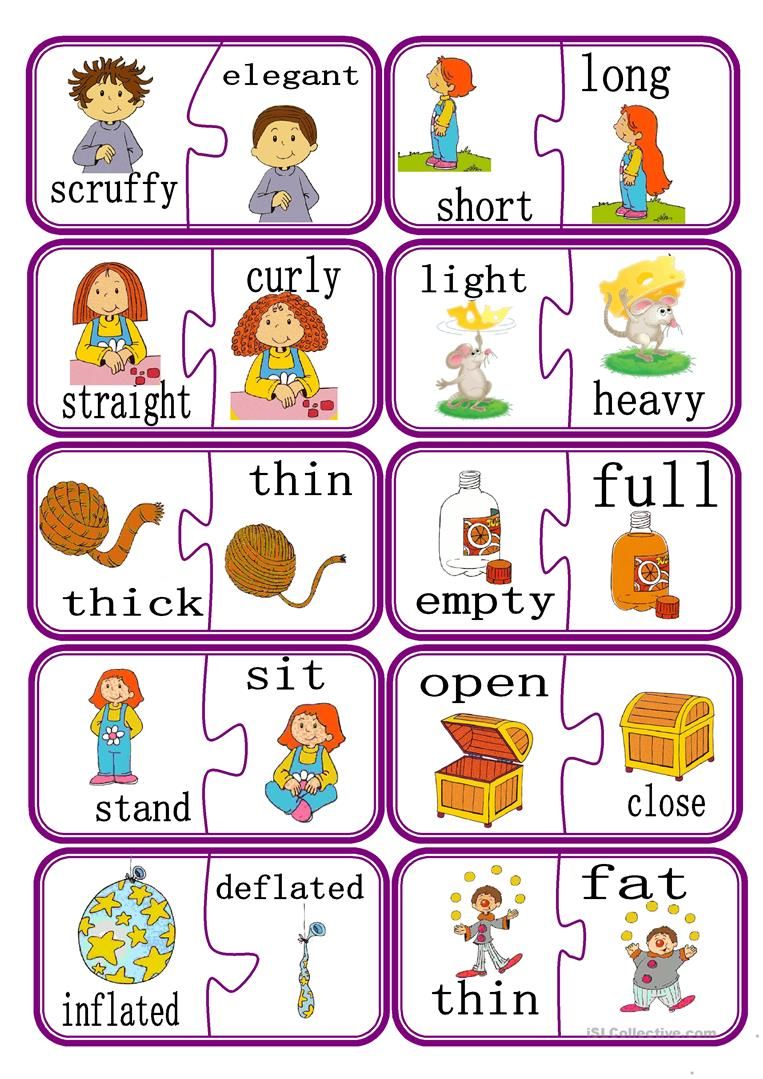 scruffy
elegant
short
long
straight
curly
light
heavy
thick
thin
empty
full
stand
sit
open
close
inflated
deflated
thin
fat
iSLCollective.com